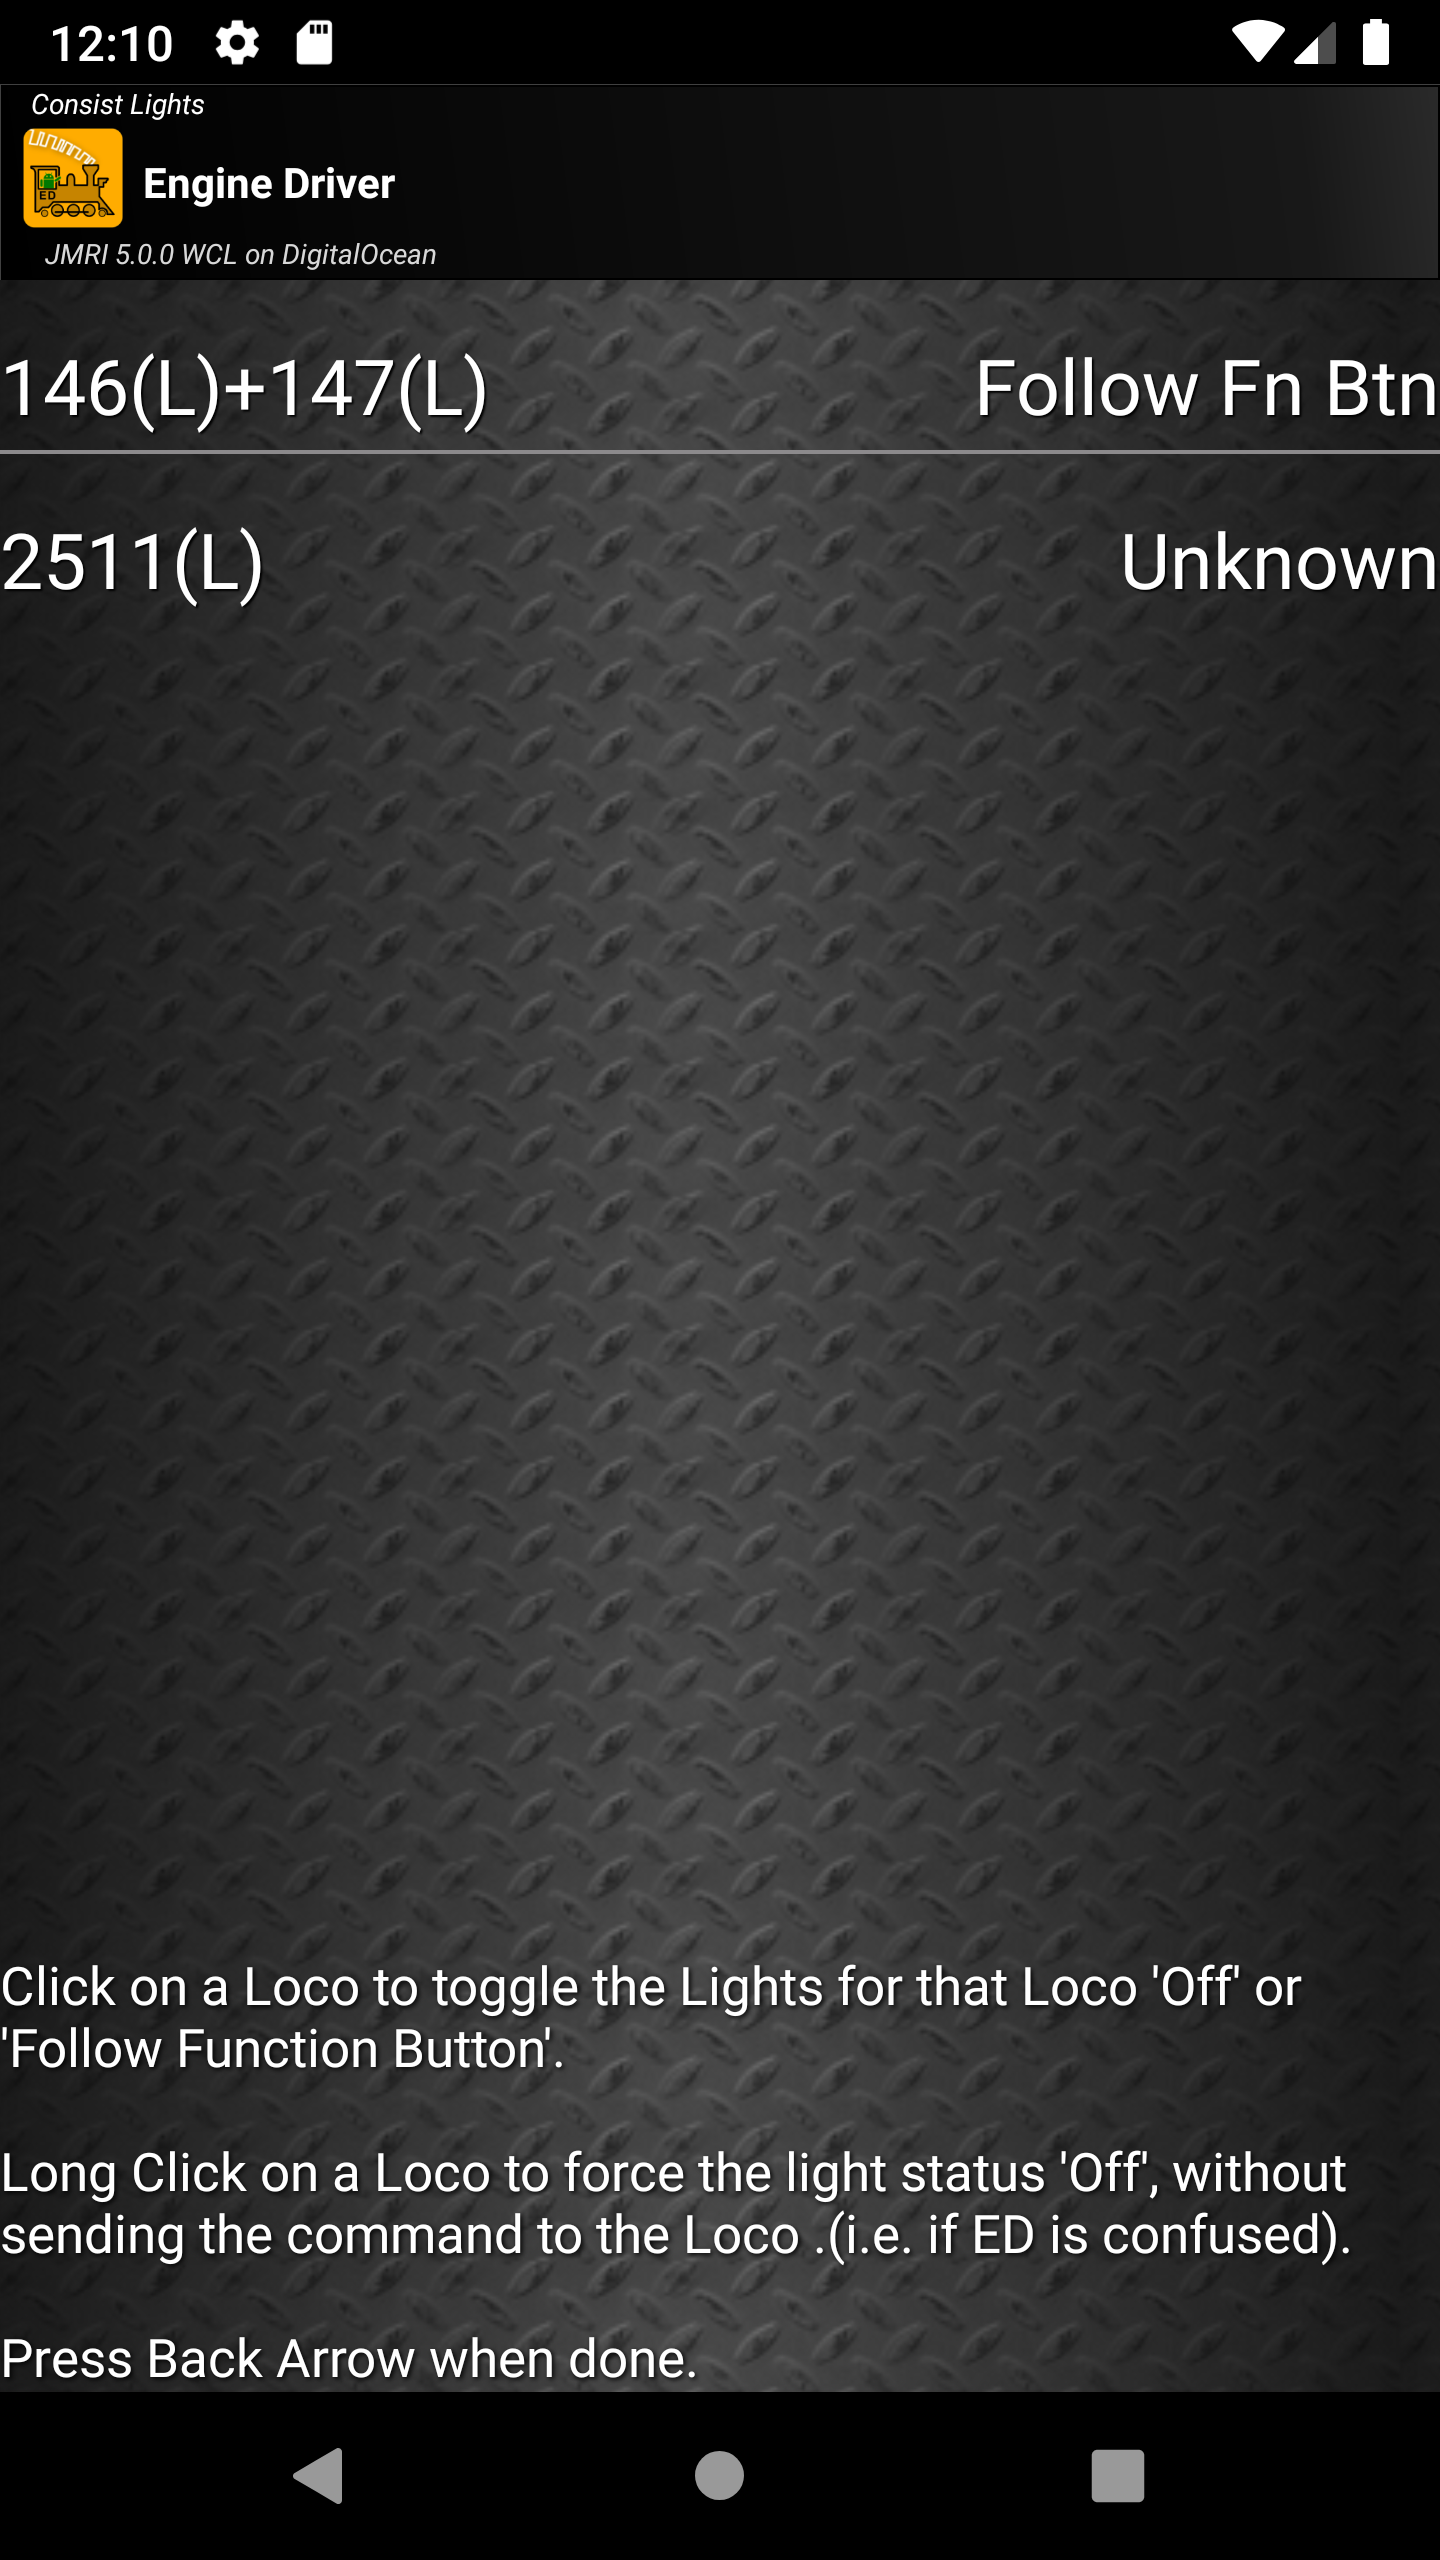 12:10
Consist Lights
ED
Engine Driver
JMRI 5.0.0 WCL on DigitalOcean
146(L)+147(L) Follow Fn Btn
2511(L) Unknown
Click on a Loco to toggle the Lights for that Loco 'Off' or
'Follow Function Button'.
Long Click on a Loco to force the light status 'Off', without
sending the command to the Loco .(i.e. if ED is confused).
Press Back Arrow when done.